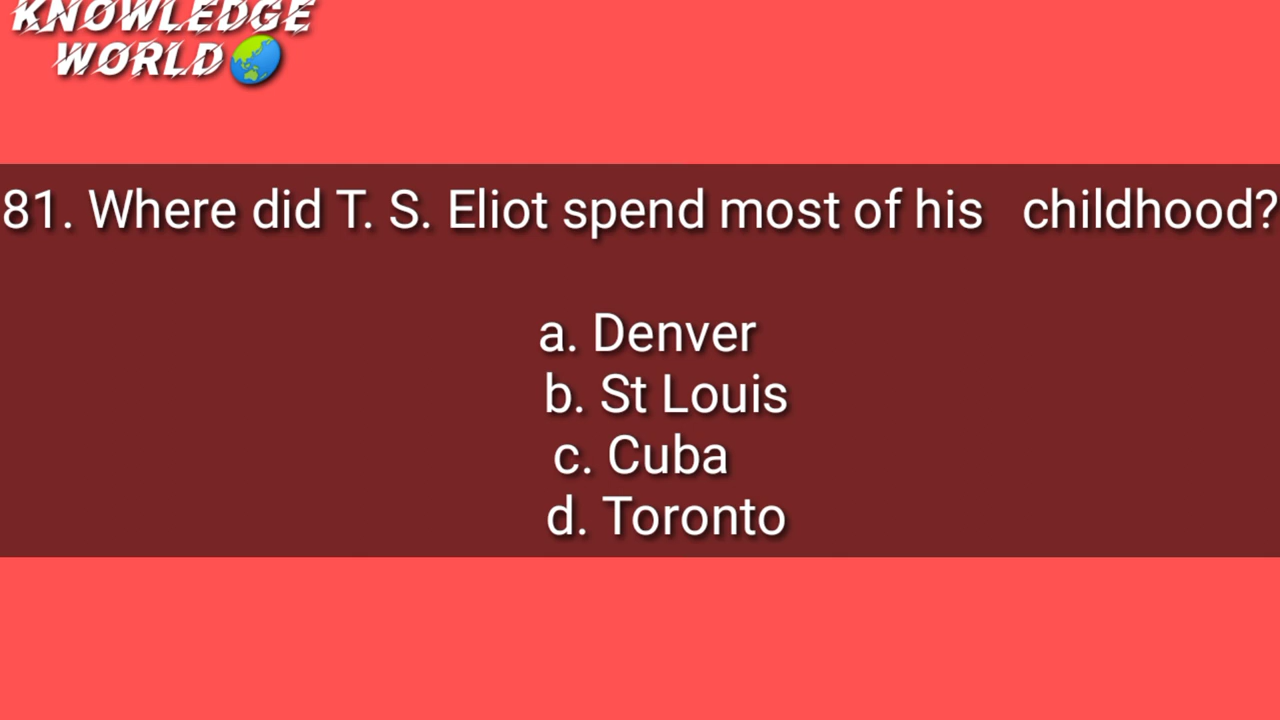 KNOWLEDGE
WORLD
81. Where did T. S. Eliot spend most of his childhood?
a. Denver
b. St Louis
c. Cuba
d. Toronto